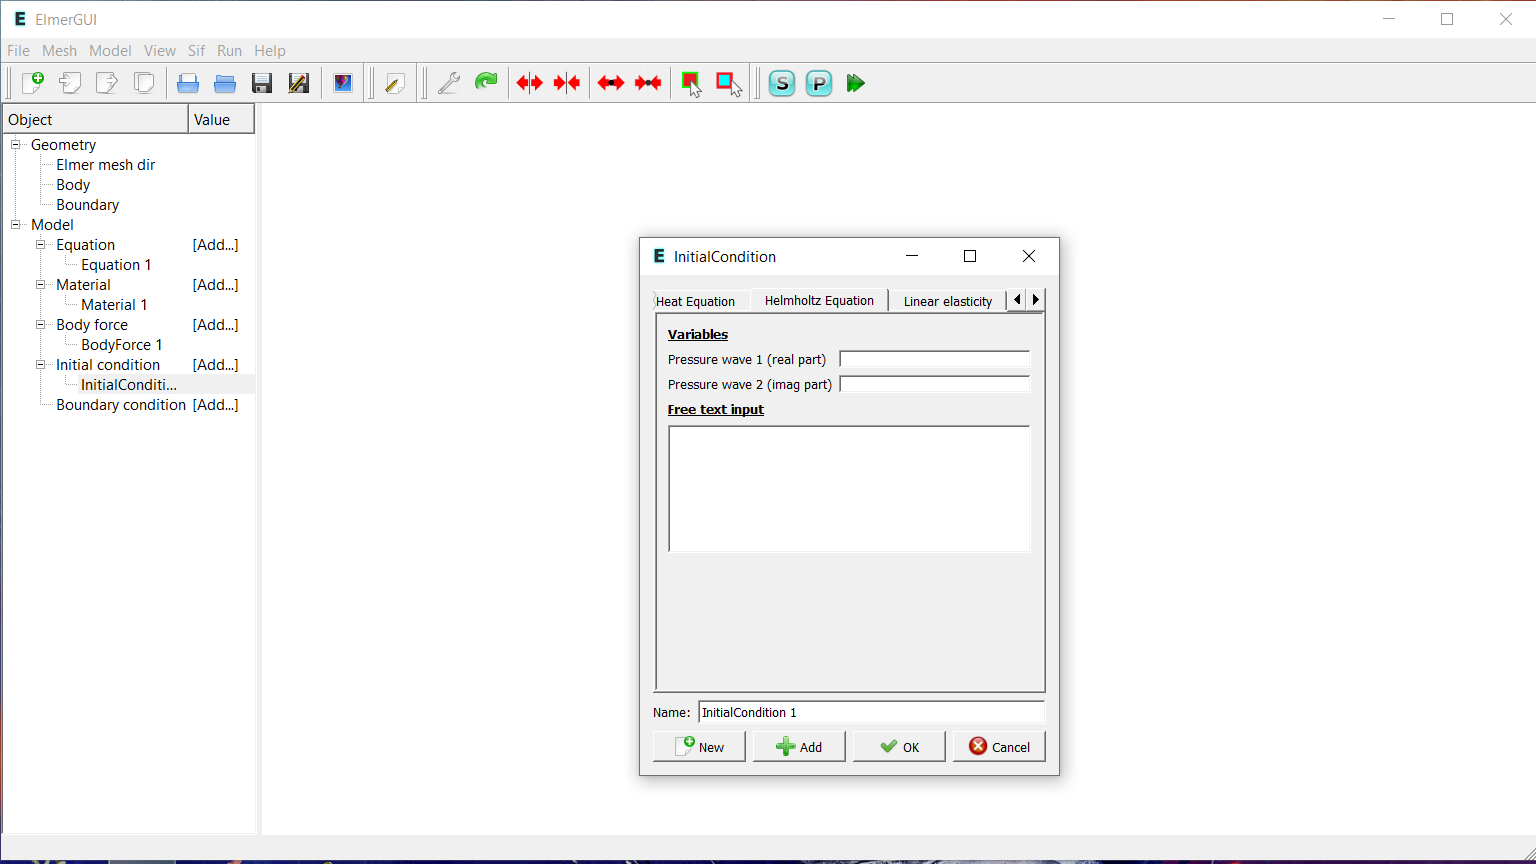 E ElmerGUI
File Mesh Model View Sif Run Help
S P
Object Value
Geometry
Elmer mesh dir
Body
Boundary
Model
Equation [Add...]
Equation 1
Material [Add...]
Material 1
Body force [Add...]
BodyForce 1
Initial condition [Add...]
InitialConditi...
Boundary condition [Add...]
E InitialCondition
Heat Equation Helmholtz Equation Linear elasticity
Variables
Pressure wave 1 (real part)
Pressure wave 2 (imag part)
Free text input
Name: InitialCondition 1
New Add OK Cancel